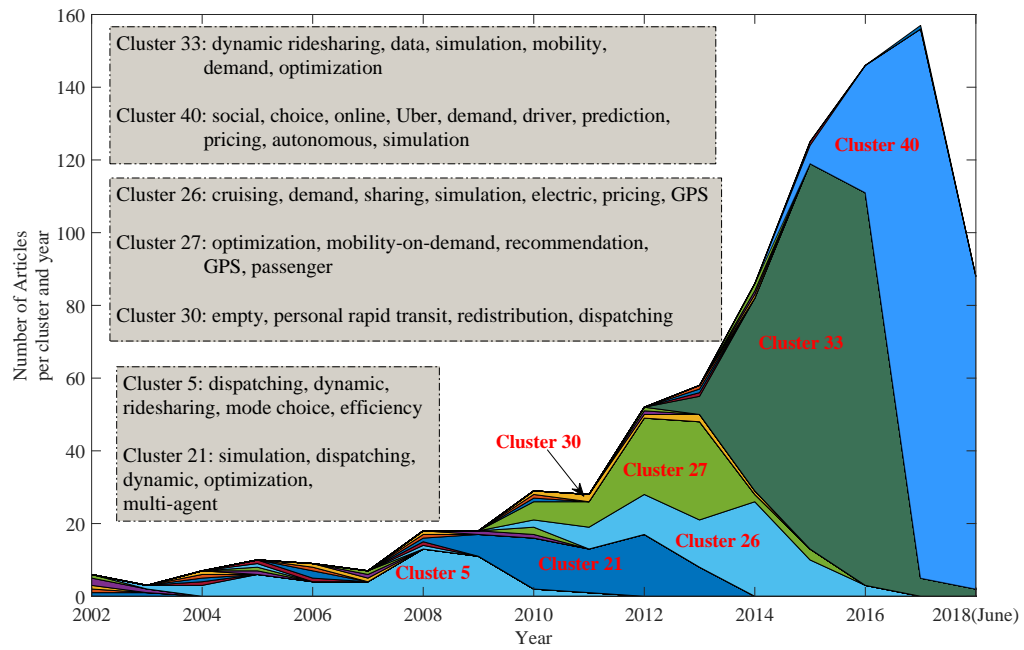 160
140
120
100
80
60
40
20
0
Number of Articles
per cluster and year
Cluster 33: dynamic ridesharing, data, simulation, mobility,
demand, optimization
Cluster 40: social, choice, online, Uber, demand, driver, prediction,
pricing, autonomous, simulation
Cluster 26: cruising, demand, sharing, simulation, electric, pricing, GPS
Cluster 27: optimization, mobility-on-demand, recommendation,
GPS, passenger
Cluster 30: empty, personal rapid transit, redistribution, dispatching
Cluster 5: dispatching, dynamic,
ridesharing, mode choice, efficiency
Cluster 21: simulation, dispatching,
dynamic, optimization,
multi-agent
Cluster 40
Cluster 33
Cluster 30
Cluster 27
Cluster 26
Cluster 21
Cluster 5
2002 2004 2006 2008 2010 2012 2014 2016 2018(June)
Year